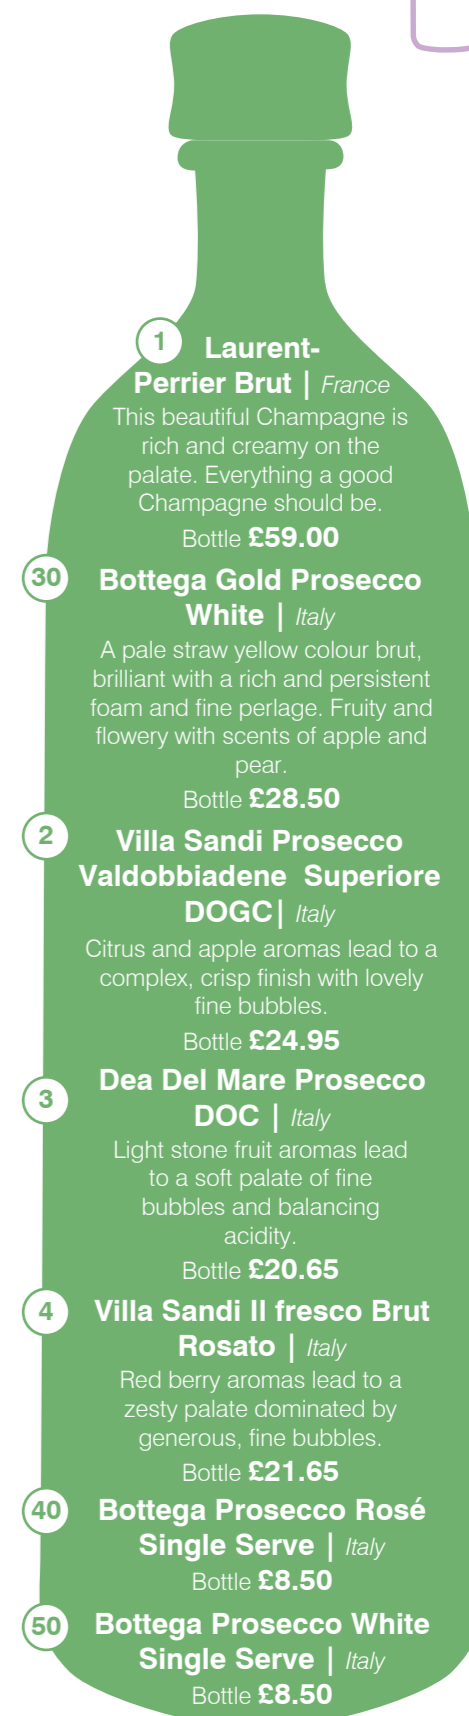 1
Laurent-
Perrier Brut | France
This beautiful Champagne is
rich and creamy on the
palate. Everything a good
Champagne should be.
Bottle £59.00
30
Bottega Gold Prosecco
White | Italy
A pale straw yellow colour brut,
brilliant with a rich and persistent
foam and fine perlage. Fruity and
flowery with scents of apple and
pear.
Bottle £28.50
2
Villa Sandi Prosecco
Valdobbiadene Superiore
DOGC| Italy
Citrus and apple aromas lead to a
complex, crisp finish with lovely
fine bubbles.
Bottle £24.95
3
Dea Del Mare Prosecco
DOC | Italy
Light stone fruit aromas lead
to a soft palate of fine
bubbles and balancing
acidity.
Bottle £20.65
4
Villa Sandi Il fresco Brut
Rosato | Italy
Red berry aromas lead to a
zesty palate dominated by
generous, fine bubbles.
Bottle £21.65
40
Bottega Prosecco Rosé
Single Serve | Italy
Bottle £8.50
50
Bottega Prosecco White
Single Serve | Italy
Bottle £8.50